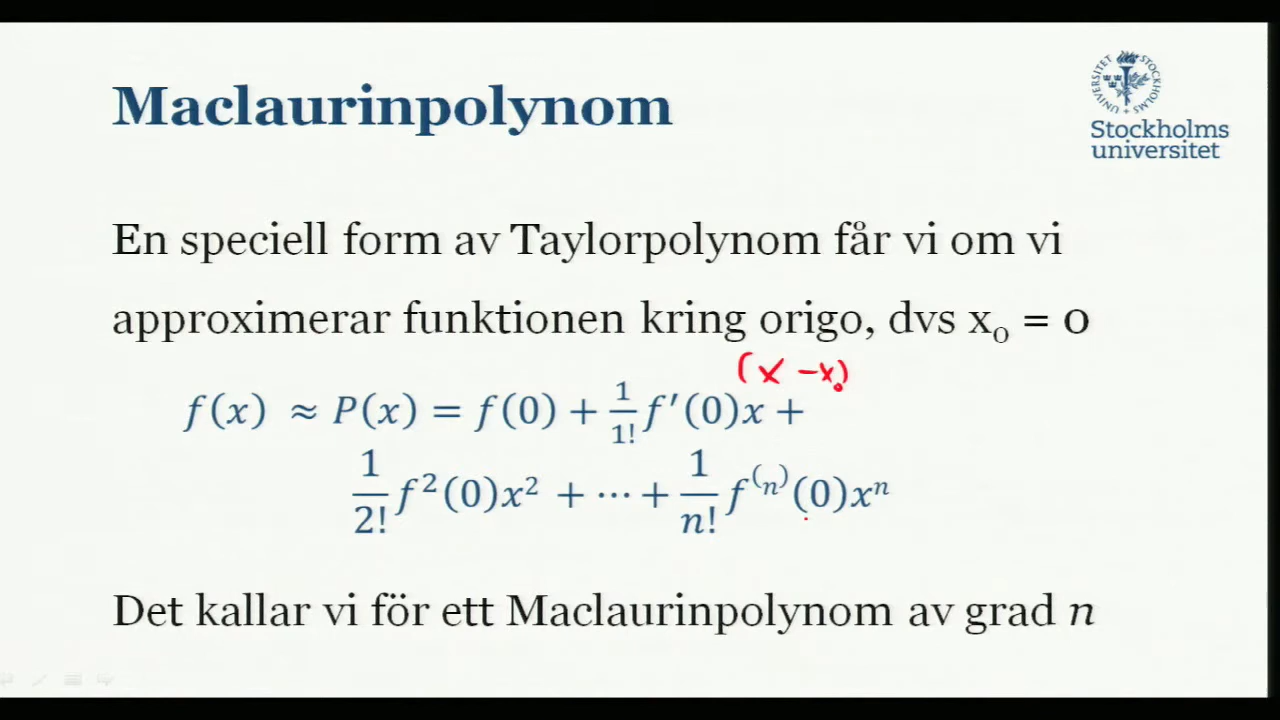 Maclaurinpolynom
UNIVERSITET STOCKHOLMS
Stockholms
universitet
En speciell form av Taylorpolynom får vi om vi
approximerar funktionen kring origo, dvs x₀ = 0
(x −x₀)
f(x) ≈ P(x) = f(0) + 1/1! f′(0)x +
1/2! f²(0)x² + ⋯ + 1/n! f⁽ⁿ⁾(0)xⁿ
Det kallar vi för ett Maclaurinpolynom av grad n